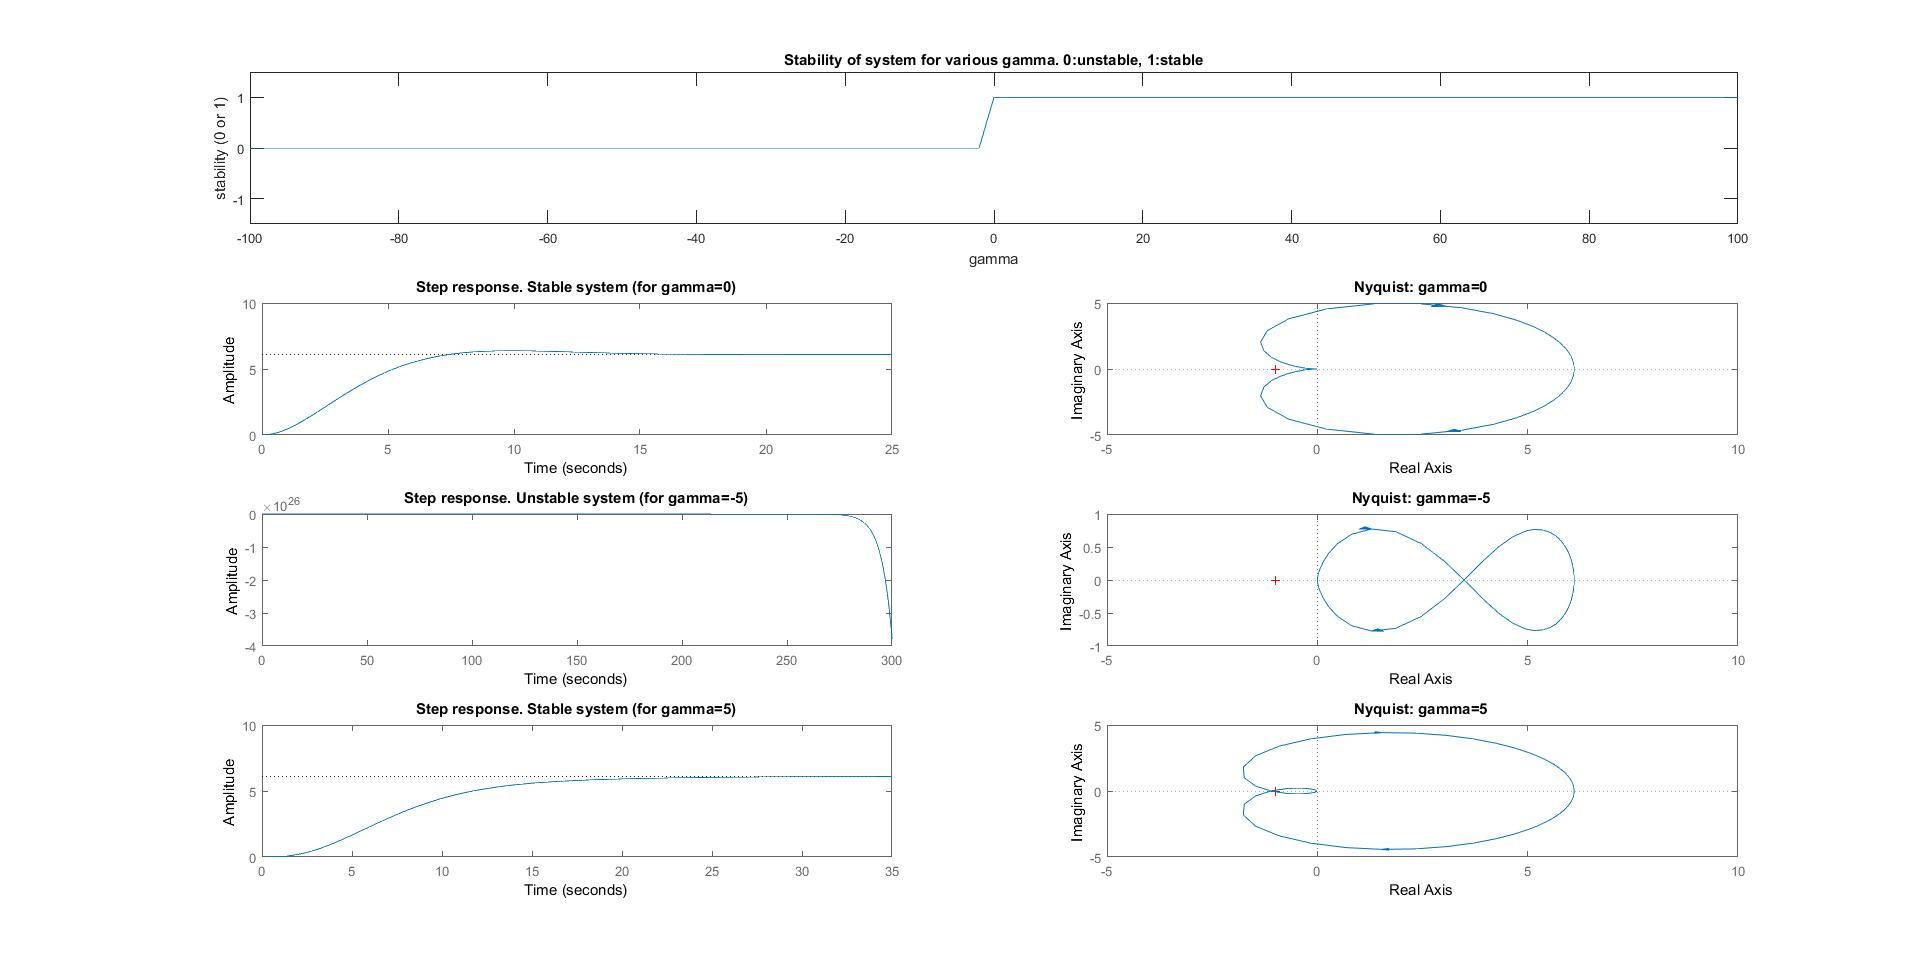 Stability of system for various gamma. 0:unstable, 1:stable
stability (0 or 1)
1
0
-1
-100 -80 -60 -40 -20 0 20 40 60 80 100
gamma
Step response. Stable system (for gamma=0)
Amplitude
10
5
0
0 5 10 15 20 25
Time (seconds)
Nyquist: gamma=0
Imaginary Axis
5
0
-5
-5 0 5 10
Real Axis
Step response. Unstable system (for gamma=-5)
×10^26
Amplitude
0
-1
-2
-3
-4
0 50 100 150 200 250 300
Time (seconds)
Nyquist: gamma=-5
Imaginary Axis
1
0.5
0
-0.5
-1
-5 0 5 10
Real Axis
Step response. Stable system (for gamma=5)
Amplitude
10
5
0
0 5 10 15 20 25 30 35
Time (seconds)
Nyquist: gamma=5
Imaginary Axis
5
0
-5
-5 0 5 10
Real Axis